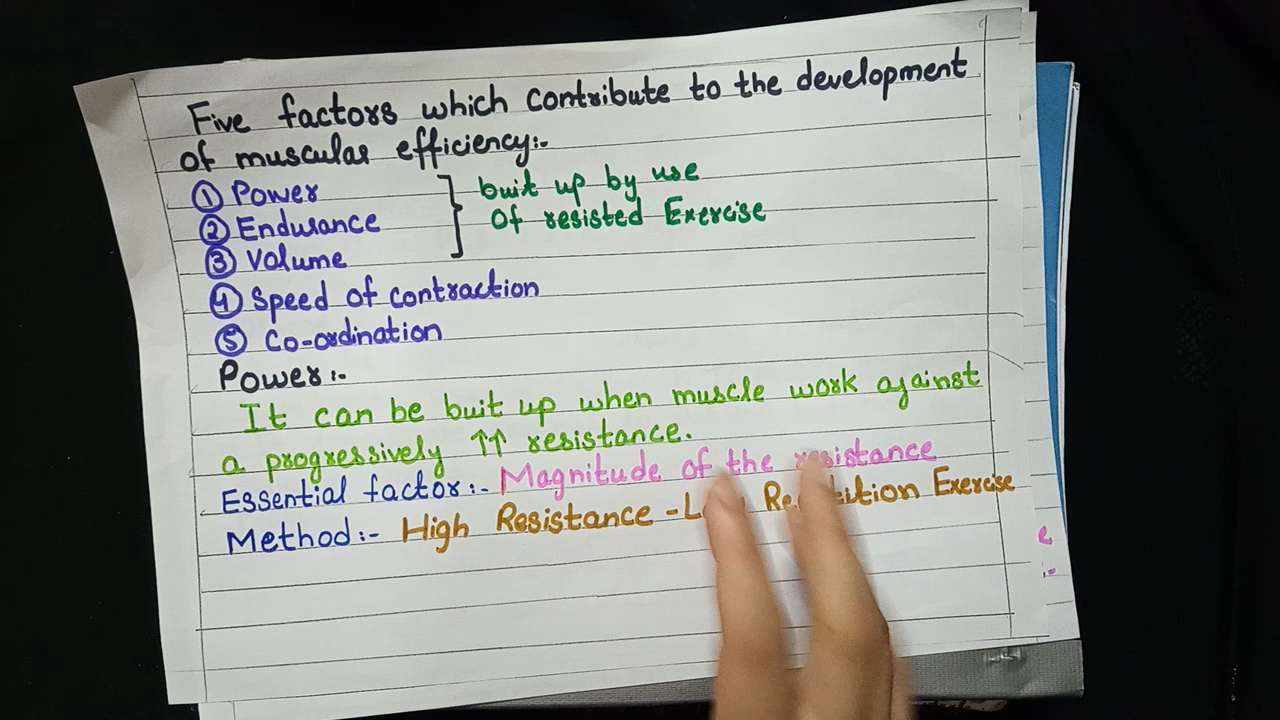 Five factors which contribute to the development
of muscular efficiency:-
① Power
② Endurance
③ Volume
} buit up by use
of resisted Exercise
④ Speed of contraction
⑤ Co-ordination
Power:-
It can be buit up when muscle work against
a progressively ↑↑ resistance.
Essential factor:- Magnitude of the resistance
Method:- High Resistance - Exercise
e
:-